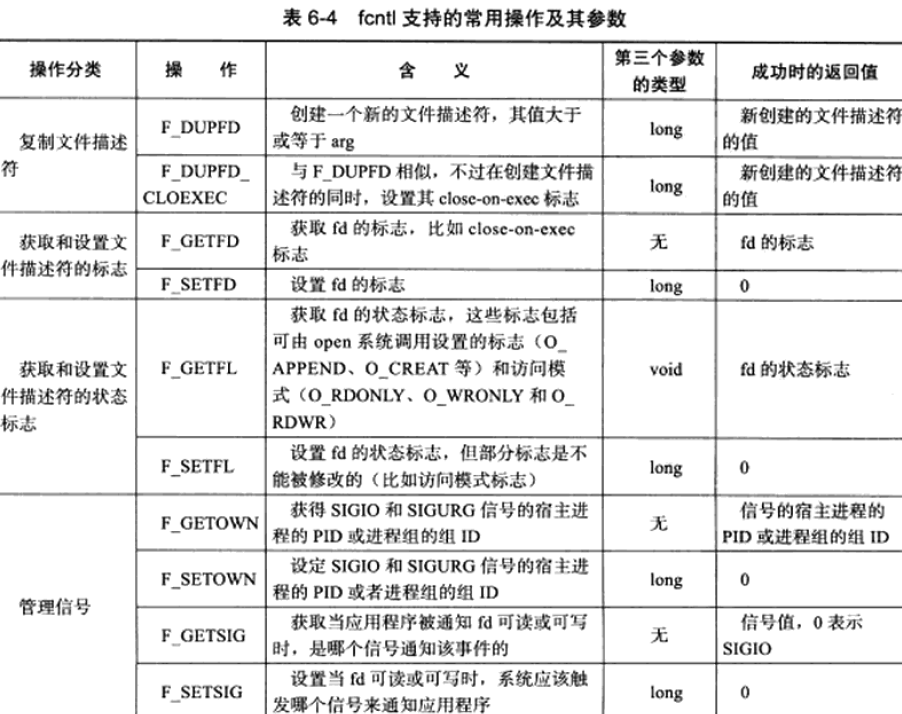 表 6-4 fcntl 支持的常用操作及其参数
操作分类 操 作 含 义 第三个参数的类型 成功时的返回值
复制文件描述符
F_DUPFD 创建一个新的文件描述符，其值大于
或等于 arg
long 新创建的文件描述符
的值
F_DUPFD_
CLOEXEC
与 F_DUPFD 相似，不过在创建文件描
述符的同时，设置其 close-on-exec 标志
long 新创建的文件描述符
的值
获取和设置文
件描述符的标志
F_GETFD 获取 fd 的标志，比如 close-on-exec
标志
无 fd 的标志
F_SETFD 设置 fd 的标志 long 0
获取和设置文
件描述符的状态
标志
F_GETFL 获取 fd 的状态标志，这些标志包括
可由 open 系统调用设置的标志（O_
APPEND、O_CREAT 等）和访问模
式（O_RDONLY、O_WRONLY 和 O_
RDWR）
void fd 的状态标志
F_SETFL 设置 fd 的状态标志，但部分标志是不
能被修改的（比如访问模式标志）
long 0
管理信号
F_GETOWN 获得 SIGIO 和 SIGURG 信号的宿主进
程的 PID 或进程组的组 ID
无 信号的宿主进程的
PID 或进程组的组 ID
F_SETOWN 设定 SIGIO 和 SIGURG 信号的宿主进
程的 PID 或者进程组的组 ID
long 0
F_GETSIG 获取当应用程序被通知 fd 可读或可写
时，是哪个信号通知该事件的
无 信号值，0 表示
SIGIO
F_SETSIG 设置当 fd 可读或可写时，系统应该触
发哪个信号来通知应用程序
long 0